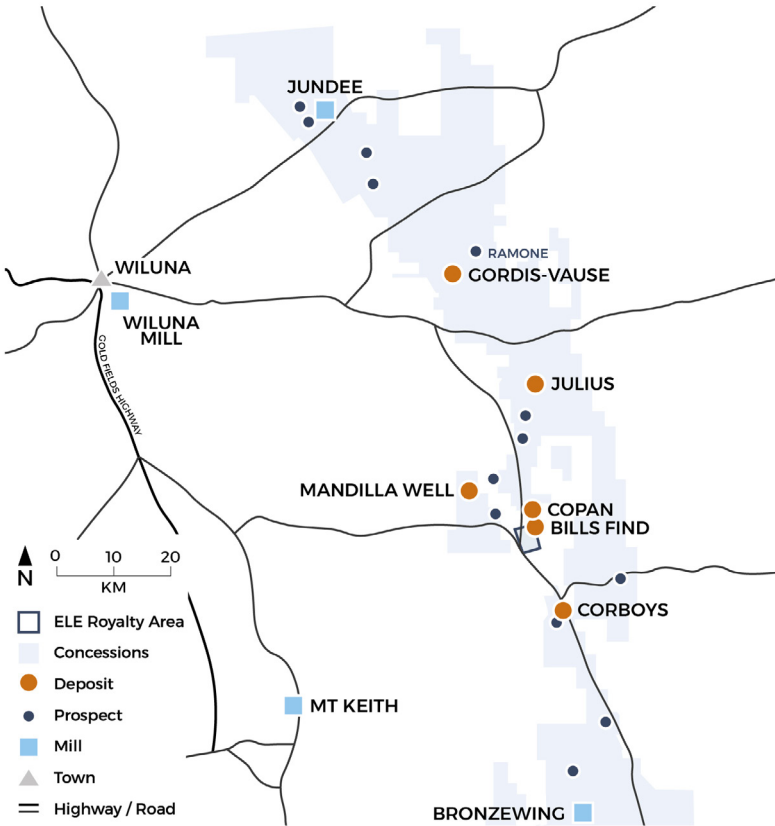 JUNDEE
RAMONE
GORDIS-VAUSE
WILUNA
WILUNA
MILL
GOLD FIELDS HIGHWAY
JULIUS
MANDILLA WELL
COPAN
BILLS FIND
CORBOYS
MT KEITH
BRONZEWING
N
0 10 20
KM
ELE Royalty Area
Concessions
Deposit
Prospect
Mill
Town
Highway / Road